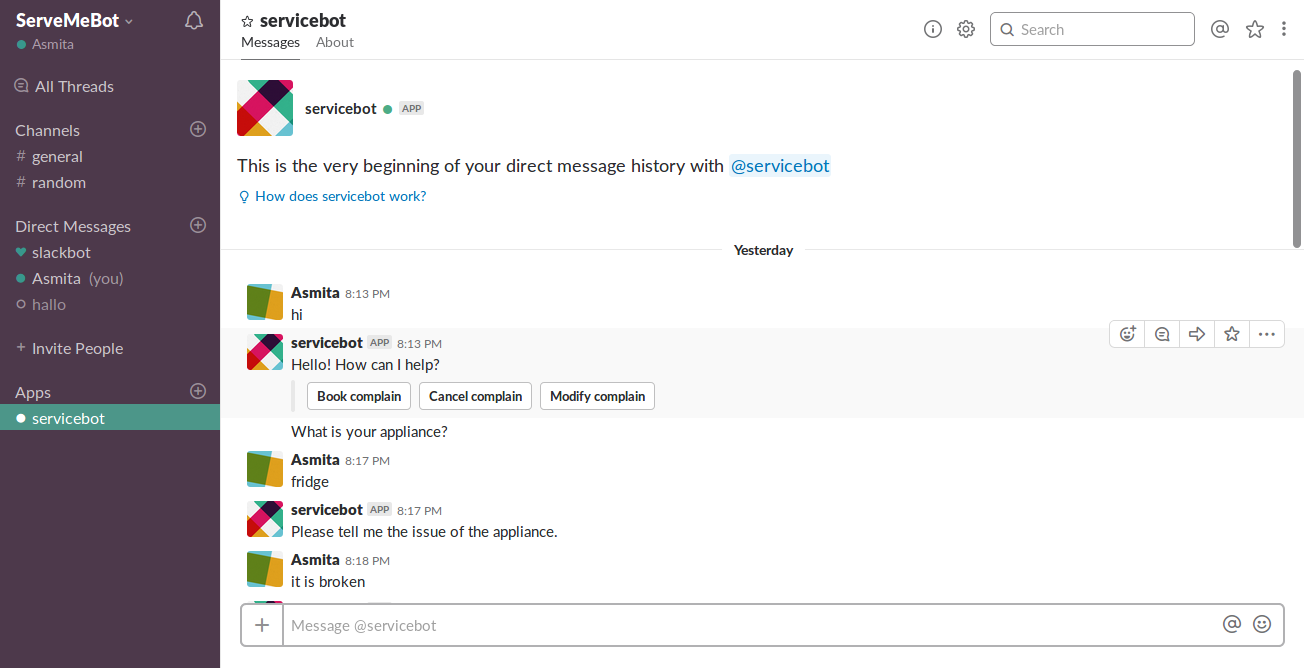 ServeMeBot
Asmita
All Threads
Channels
# general
# random
Direct Messages
slackbot
Asmita (you)
hallo
+ Invite People
Apps
servicebot
servicebot
Messages About
Search
servicebot APP
This is the very beginning of your direct message history with @servicebot
How does servicebot work?
Yesterday
Asmita 8:13 PM
hi
servicebot APP 8:13 PM
Hello! How can I help?
Book complain Cancel complain Modify complain
What is your appliance?
Asmita 8:17 PM
fridge
servicebot APP 8:17 PM
Please tell me the issue of the appliance.
Asmita 8:18 PM
it is broken
Message @servicebot